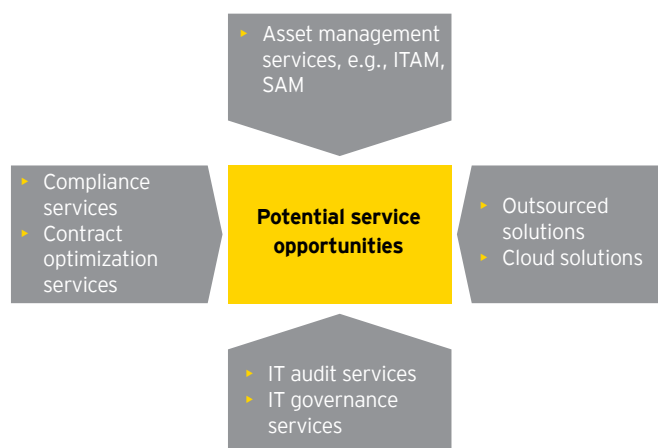 Asset management
services, e.g., ITAM,
SAM
Compliance
services
Contract
optimization
services
Potential service
opportunities
Outsourced
solutions
Cloud solutions
IT audit services
IT governance
services